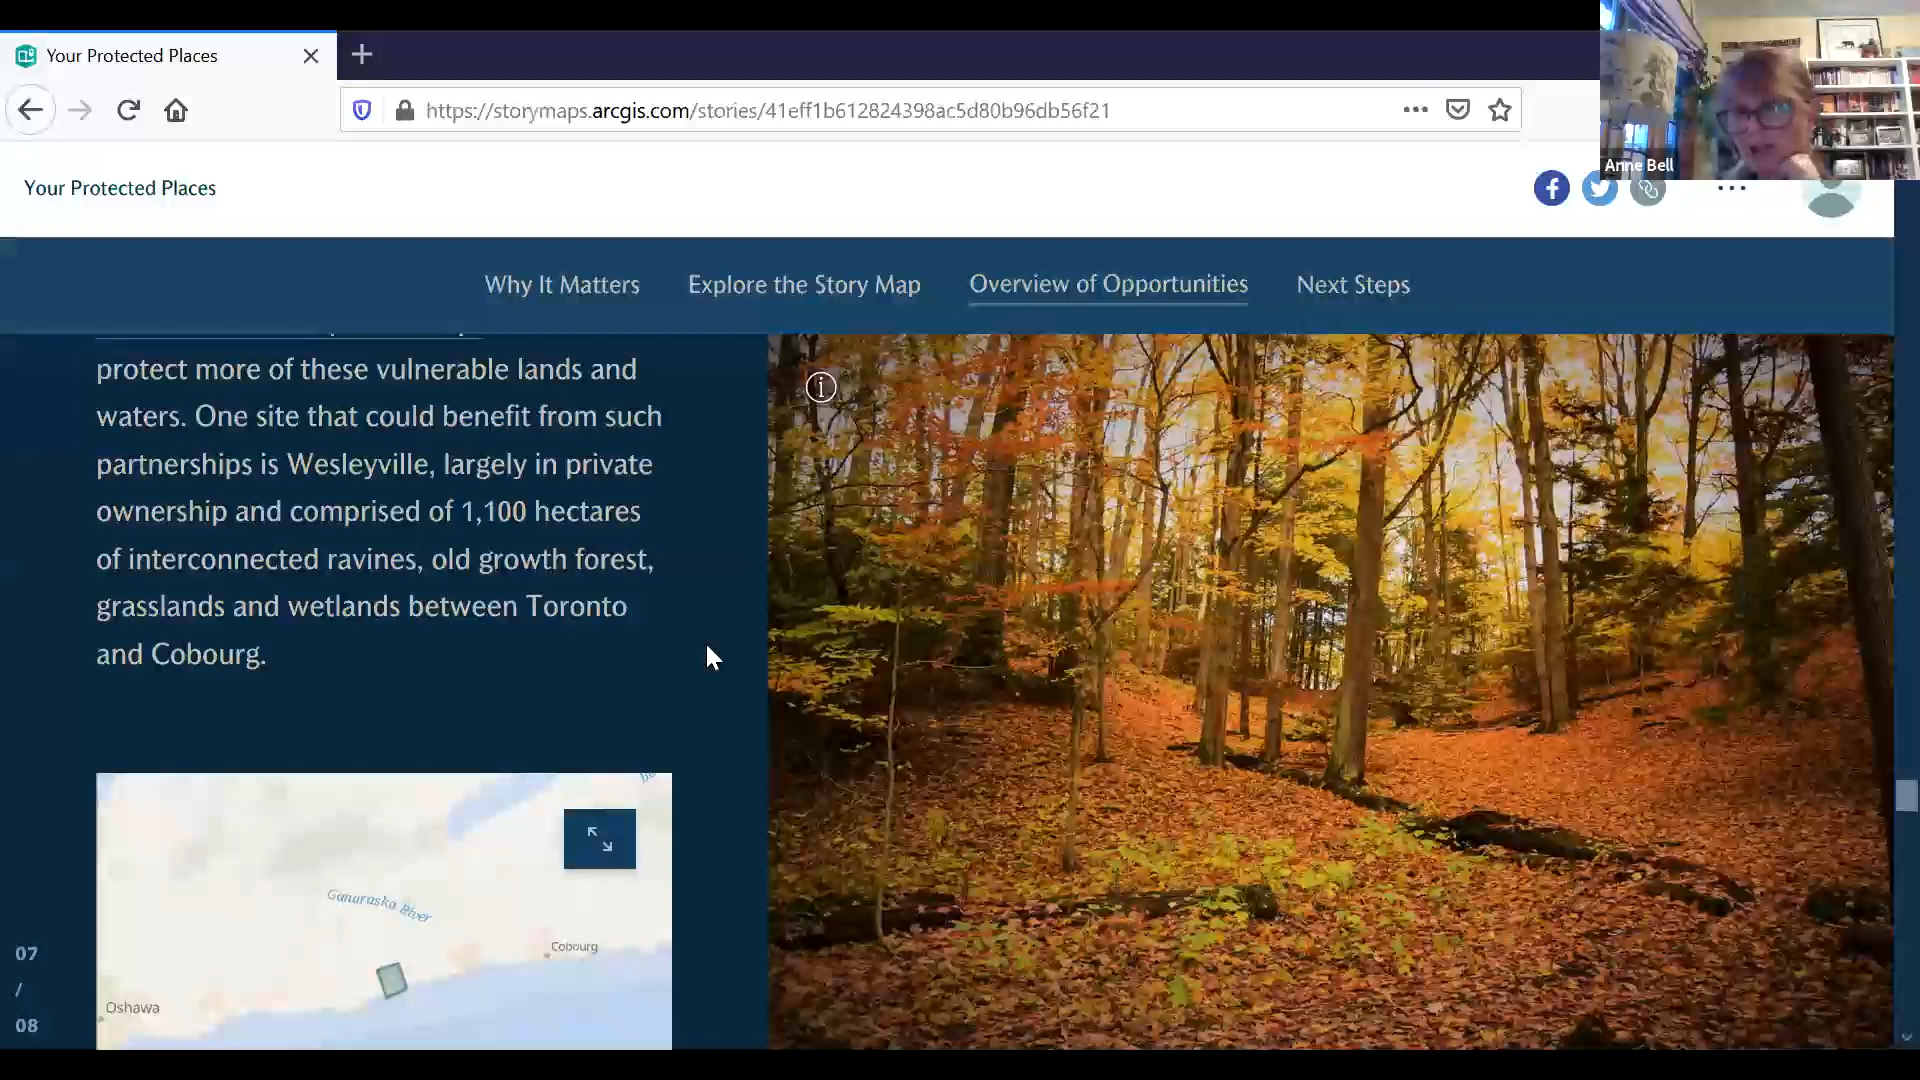 Your Protected Places
https://storymaps.arcgis.com/stories/41eff1b612824398ac5d80b96db56f21
Anne Bell
Your Protected Places
Why It Matters
Explore the Story Map
Overview of Opportunities
Next Steps
protect more of these vulnerable lands and
waters. One site that could benefit from such
partnerships is Wesleyville, largely in private
ownership and comprised of 1,100 hectares
of interconnected ravines, old growth forest,
grasslands and wetlands between Toronto
and Cobourg.
Ganaraska River
Cobourg
Oshawa
07
/
08